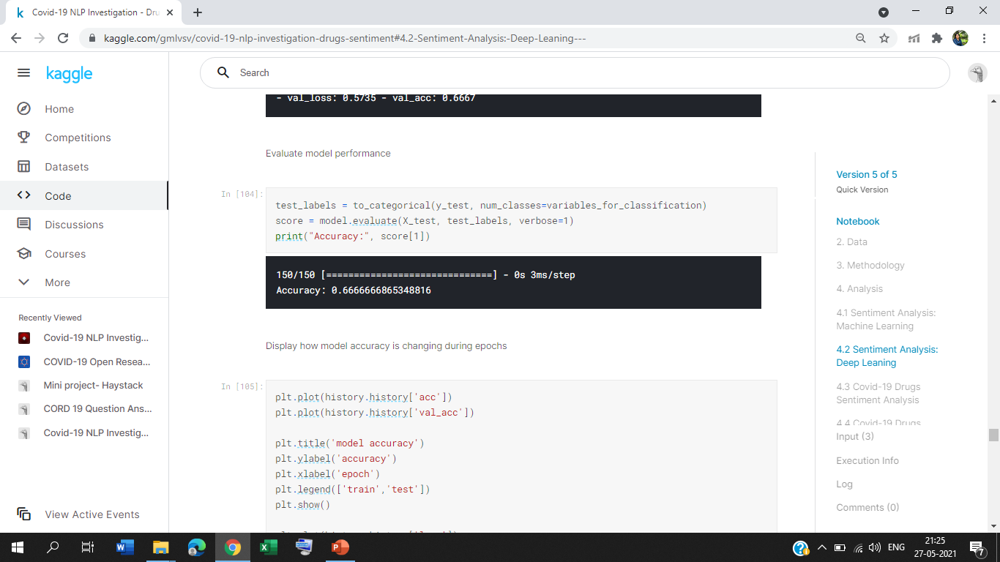 Covid-19 NLP Investigation - Dru
kaggle.com/gmlvsv/covid-19-nlp-investigation-drugs-sentiment#4.2-Sentiment-Analysis:-Deep-Leaning---
kaggle
Search
Home
Competitions
Datasets
Code
Discussions
Courses
More
Recently Viewed
Covid-19 NLP Investig...
COVID-19 Open Resea...
Mini project- Haystack
CORD 19 Question Ans...
Covid-19 NLP Investig...
View Active Events
- val_loss: 0.5735 - val_acc: 0.6667
Evaluate model performance
In [104]:
test_labels = to_categorical(y_test, num_classes=variables_for_classification)
score = model.evaluate(X_test, test_labels, verbose=1)
print("Accuracy:", score[1])
150/150 [==============================] - 0s 3ms/step
Accuracy: 0.6666666865348816
Display how model accuracy is changing during epochs
In [105]:
plt.plot(history.history['acc'])
plt.plot(history.history['val_acc'])
plt.title('model accuracy')
plt.ylabel('accuracy')
plt.xlabel('epoch')
plt.legend(['train','test'])
plt.show()
Version 5 of 5
Quick Version
Notebook
2. Data
3. Methodology
4. Analysis
4.1 Sentiment Analysis:
Machine Learning
4.2 Sentiment Analysis:
Deep Leaning
4.3 Covid-19 Drugs
Sentiment Analysis
4.4 Covid-19 Drugs
Input (3)
Execution Info
Log
Comments (0)
ENG
21:25
27-05-2021
7